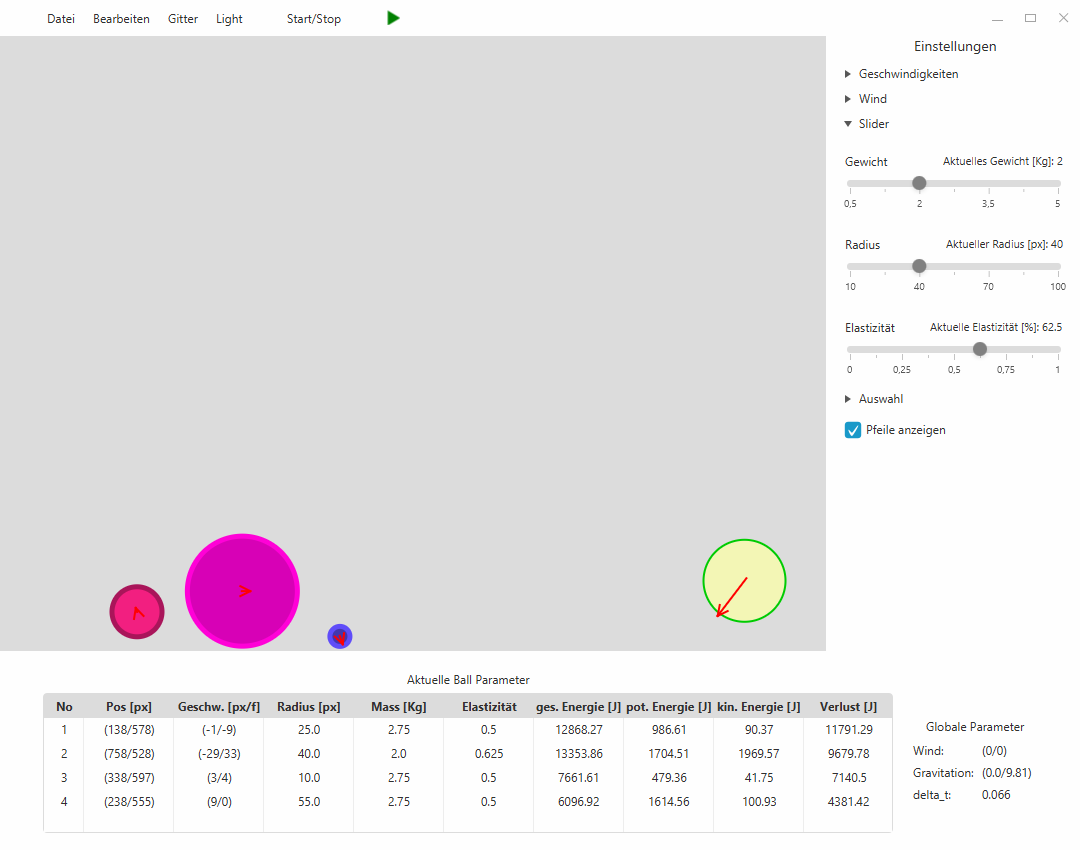 Datei Bearbeiten Gitter Light Start/Stop
Einstellungen
Geschwindigkeiten
Wind
Slider
Gewicht Aktuelles Gewicht [Kg]: 2
0,5 2 3,5 5
Radius Aktueller Radius [px]: 40
10 40 70 100
Elastizität Aktuelle Elastizität [%]: 62.5
0 0,25 0,5 0,75 1
Auswahl
Pfeile anzeigen
Aktuelle Ball Parameter
No Pos [px] Geschw. [px/f] Radius [px] Mass [Kg] Elastizität ges. Energie [J] pot. Energie [J] kin. Energie [J] Verlust [J]
1 (138/578) (-1/-9) 25.0 2.75 0.5 12868.27 986.61 90.37 11791.29
2 (758/528) (-29/33) 40.0 2.0 0.625 13353.86 1704.51 1969.57 9679.78
3 (338/597) (3/4) 10.0 2.75 0.5 7661.61 479.36 41.75 7140.5
4 (238/555) (9/0) 55.0 2.75 0.5 6096.92 1614.56 100.93 4381.42
Globale Parameter
Wind: (0/0)
Gravitation: (0.0/9.81)
delta_t: 0.066